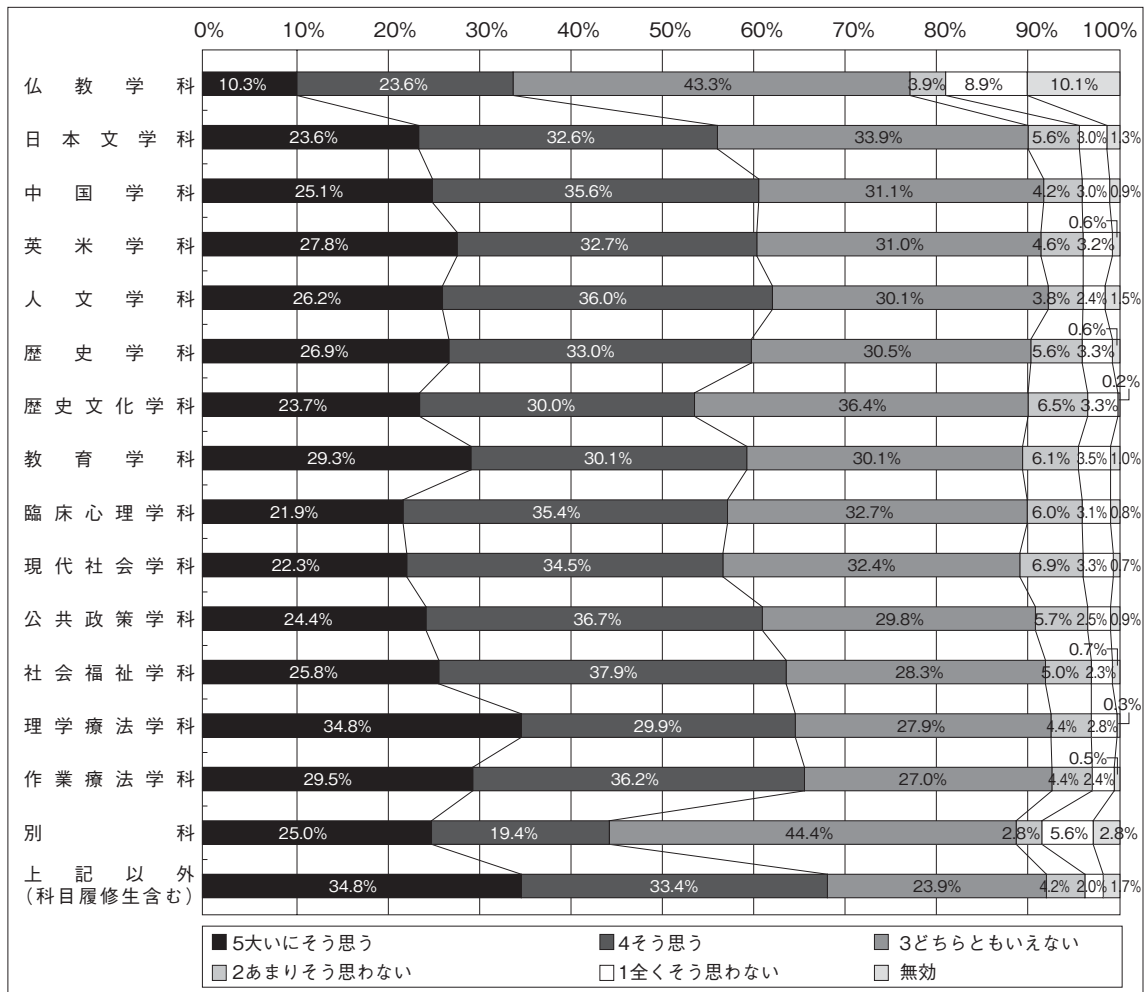 0% 10% 20% 30% 40% 50% 60% 70% 80% 90% 100%
仏教学科 10.3% 23.6% 43.3% 3.9% 8.9% 10.1%
日本文学科 23.6% 32.6% 33.9% 5.6% 3.0% 1.3%
中国学科 25.1% 35.6% 31.1% 4.2% 3.0% 0.9%
0.6%
英米学科 27.8% 32.7% 31.0% 4.6% 3.2%
人文学科 26.2% 36.0% 30.1% 3.8% 2.4% 1.5%
0.6%
歴史学科 26.9% 33.0% 30.5% 5.6% 3.3%
0.2%
歴史文化学科 23.7% 30.0% 36.4% 6.5% 3.3%
教育学科 29.3% 30.1% 30.1% 6.1% 3.5% 1.0%
臨床心理学科 21.9% 35.4% 32.7% 6.0% 3.1% 0.8%
現代社会学科 22.3% 34.5% 32.4% 6.9% 3.3% 0.7%
公共政策学科 24.4% 36.7% 29.8% 5.7% 2.5% 0.9%
0.7%
社会福祉学科 25.8% 37.9% 28.3% 5.0% 2.3%
0.3%
理学療法学科 34.8% 29.9% 27.9% 4.4% 2.8%
0.5%
作業療法学科 29.5% 36.2% 27.0% 4.4% 2.4%
別科 25.0% 19.4% 44.4% 2.8% 5.6% 2.8%
上記以外
(科目履修生含む) 34.8% 33.4% 23.9% 4.2% 2.0% 1.7%
5大いにそう思う 4そう思う 3どちらともいえない
2あまりそう思わない 1全くそう思わない 無効